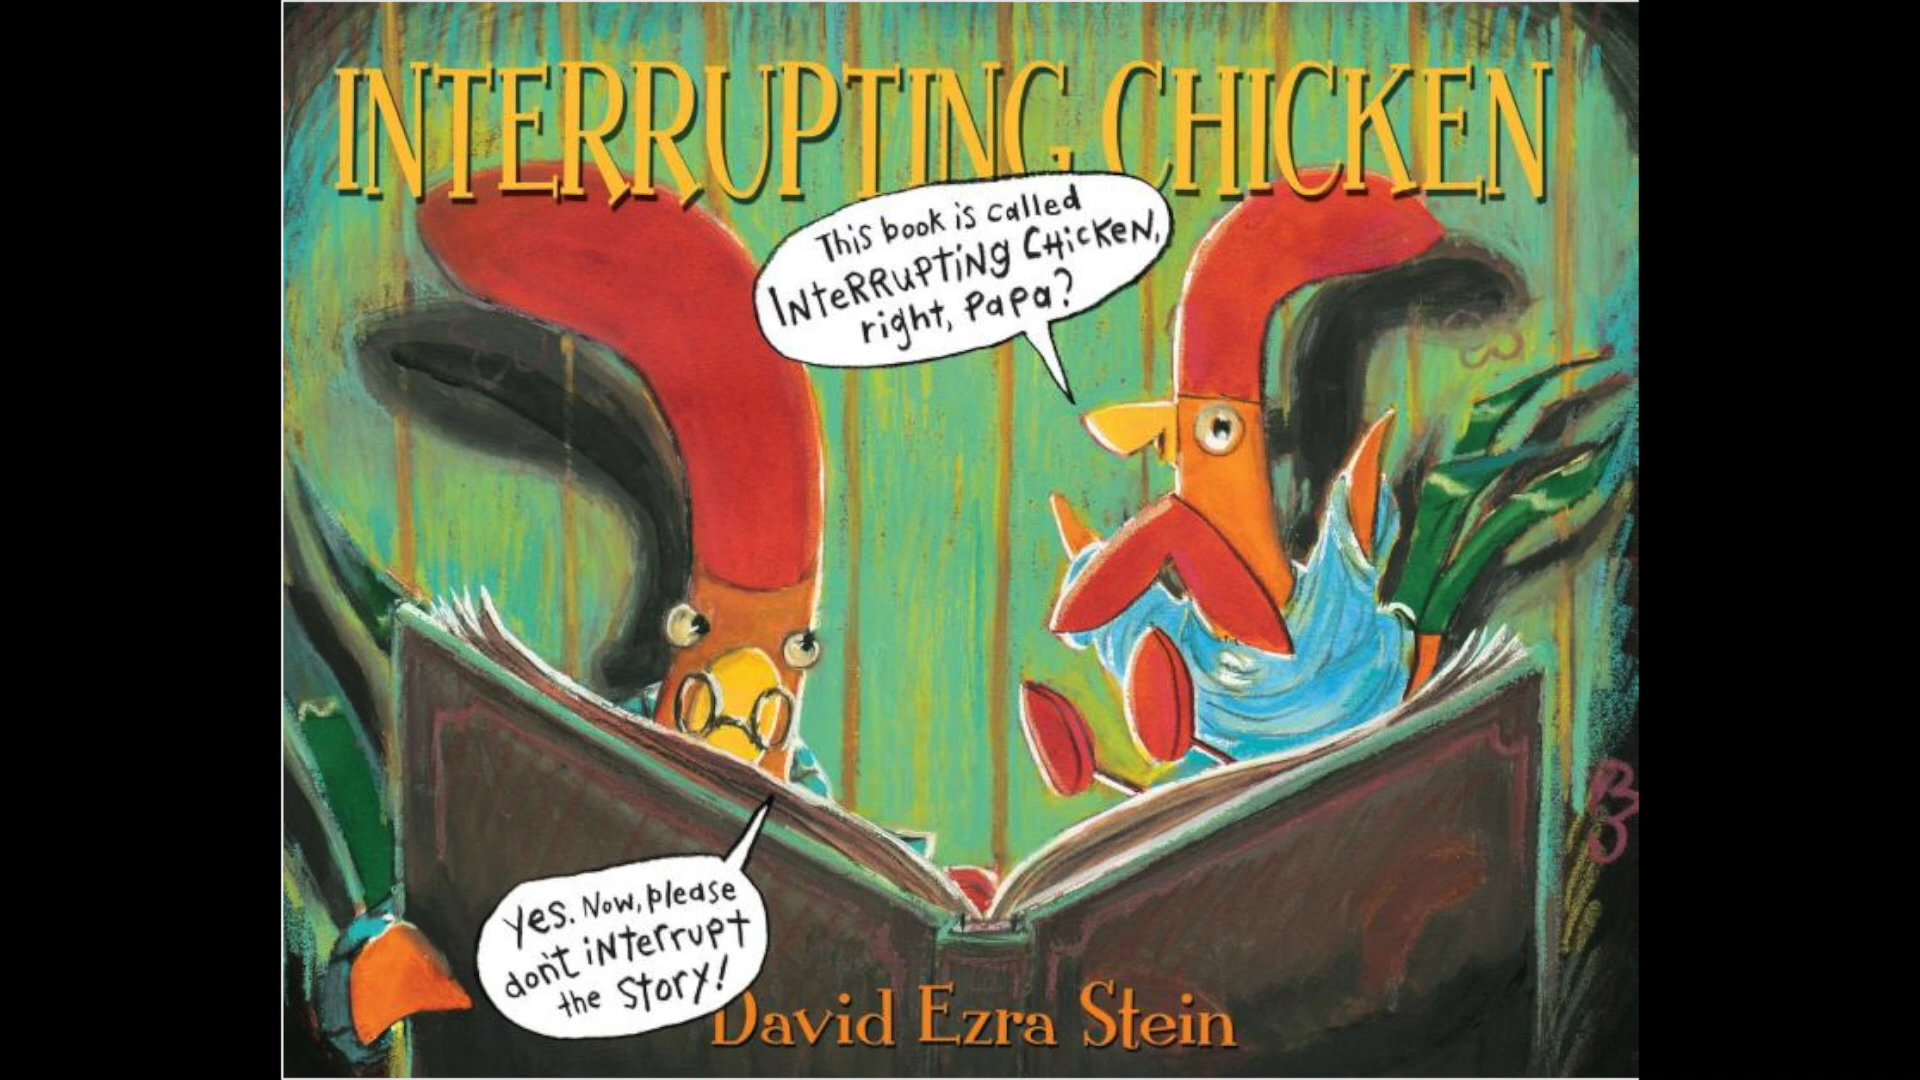 INTERRUPTING CHICKEN
This book is called
INteRRuPTiNg CHicKeN,
right, PaPa?
Yes. Now, please
don't iNTerrupt
the Story!
David Ezra Stein